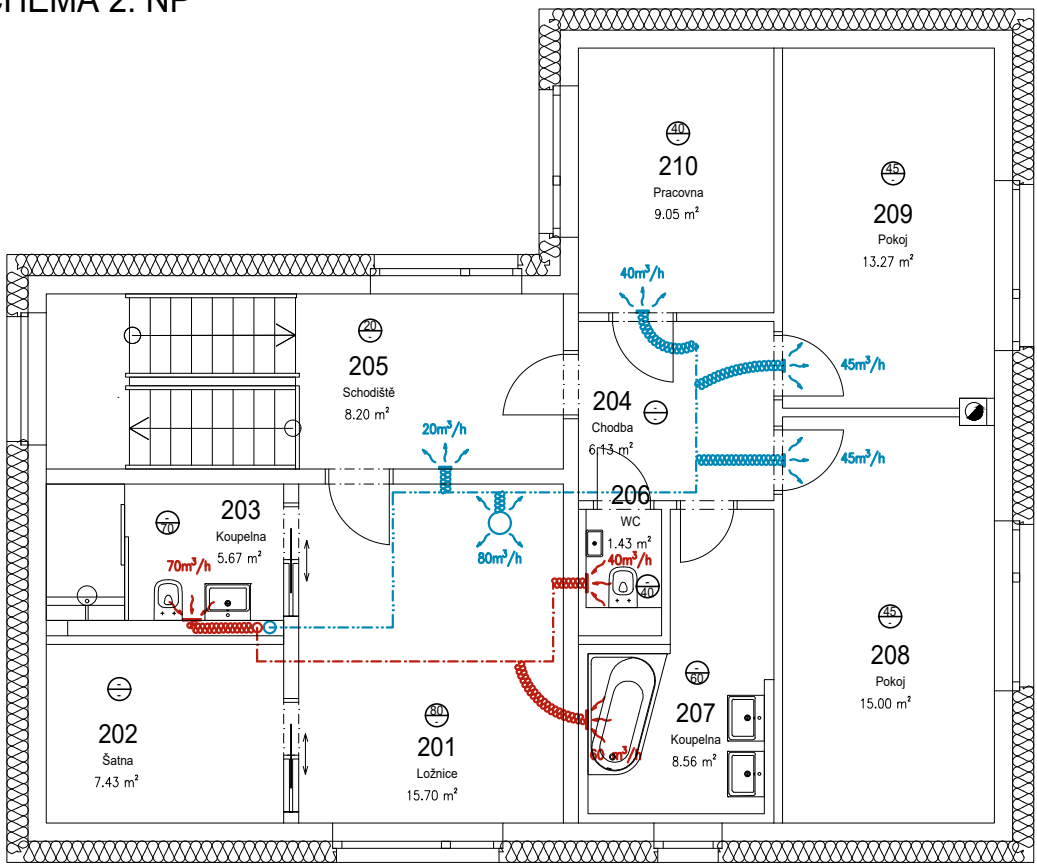 SCHEMA 2. NP
40
-
210
Pracovna
9.05 m²
45
-
209
Pokoj
13.27 m²
40m³/h
20
-
205
Schodiště
8.20 m²
45m³/h
204
Chodba
6.13 m²
-
-
20m³/h
45m³/h
-
70
203
Koupelna
5.67 m²
70m³/h
80m³/h
206
WC
1.43 m²
40m³/h
-
40
45
-
208
Pokoj
15.00 m²
-
-
202
Šatna
7.43 m²
80
-
201
Ložnice
15.70 m²
-
60
207
Koupelna
8.56 m²
60 m³/h